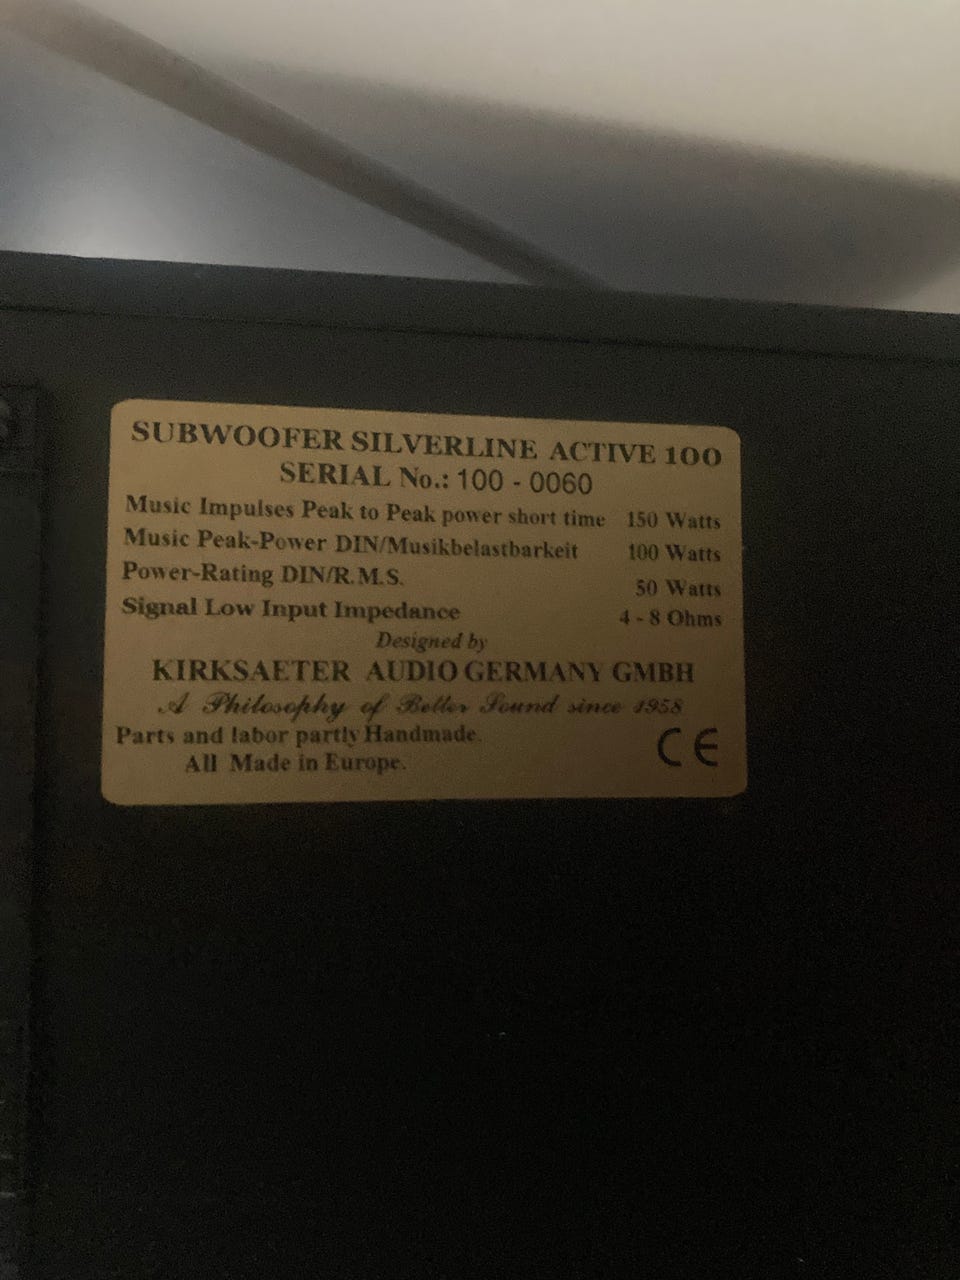 SUBWOOFER SILVERLINE ACTIVE 100
SERIAL No.: 100 - 0060
Music Impulses Peak to Peak power short time 150 Watts
Music Peak-Power DIN/Musikbelastbarkeit 100 Watts
Power-Rating DIN/R.M.S. 50 Watts
Signal Low Input Impedance 4 - 8 Ohms
Designed by
KIRKSAETER AUDIO GERMANY GMBH
A Philosophy of Better Sound since 1958
Parts and labor partly Handmade.
All Made in Europe.
CE